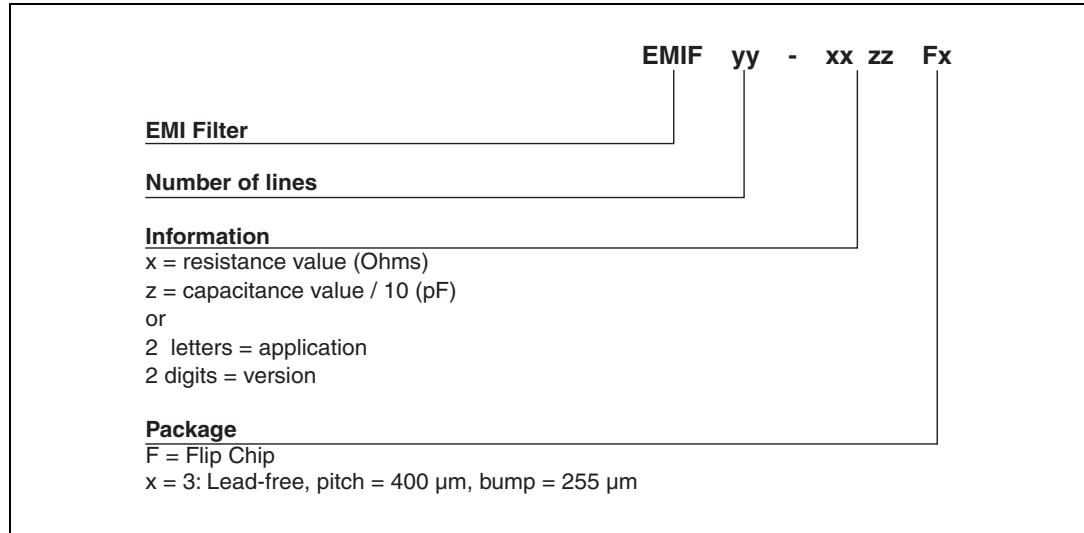 EMIF yy - xx zz Fx
EMI Filter
Number of lines
Information
x = resistance value (Ohms)
z = capacitance value / 10 (pF)
or
2 letters = application
2 digits = version
Package
F = Flip Chip
x = 3: Lead-free, pitch = 400 µm, bump = 255 µm